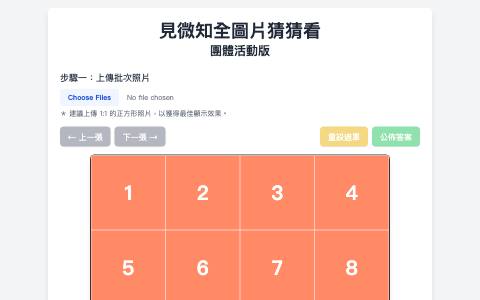 見微知全圖片猜猜看
團體活動版
步驟一：上傳批次照片
Choose Files No file chosen
* 建議上傳 1:1 的正方形照片，以獲得最佳顯示效果。
← 上一張 下一張 → 重設遮罩 公佈答案
1 2 3 4
5 6 7 8